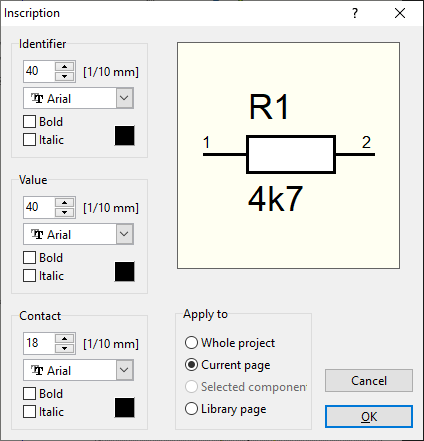 Inscription ? ×
Identifier
40 [1/10 mm]
Arial
Bold
Italic
Value
40 [1/10 mm]
Arial
Bold
Italic
Contact
18 [1/10 mm]
Arial
Bold
Italic
R1
1 2
4k7
Apply to
Whole project
Current page
Selected componen
Library page
Cancel
OK